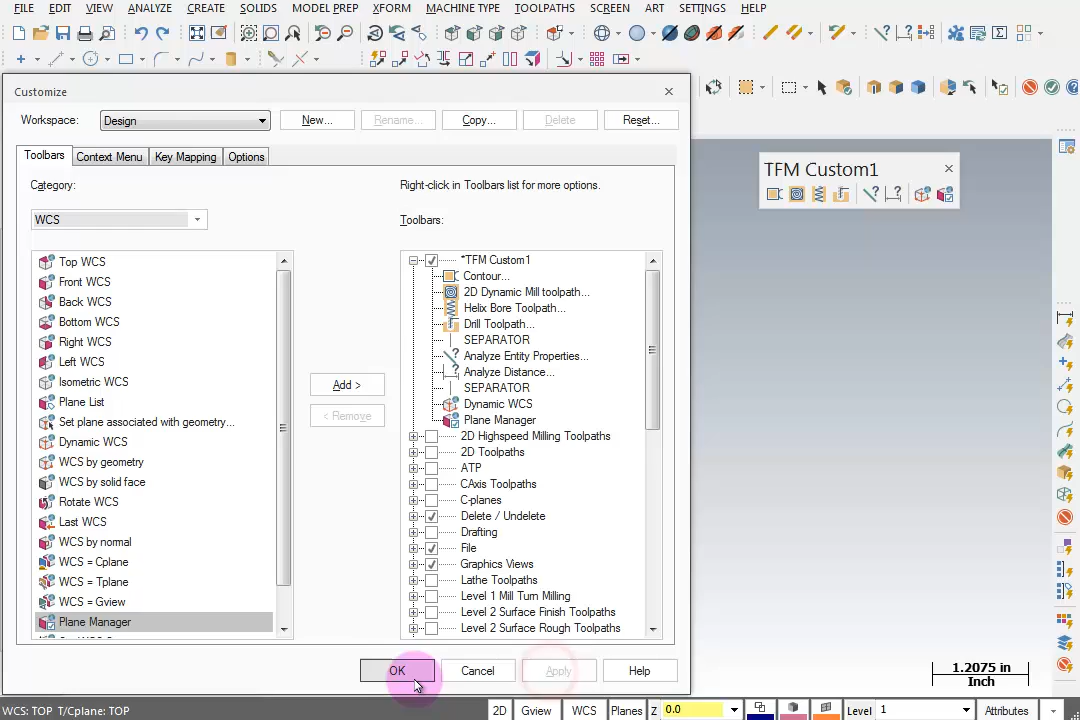 FILE EDIT VIEW ANALYZE CREATE SOLIDS MODEL PREP XFORM MACHINE TYPE TOOLPATHS SCREEN ART SETTINGS HELP
Customize
Workspace: Design New... Rename... Copy... Delete Reset...
Toolbars Context Menu Key Mapping Options
Category:
WCS
Top WCS
Front WCS
Back WCS
Bottom WCS
Right WCS
Left WCS
Isometric WCS
Plane List
Set plane associated with geometry...
Dynamic WCS
WCS by geometry
WCS by solid face
Rotate WCS
Last WCS
WCS by normal
WCS = Cplane
WCS = Tplane
WCS = Gview
Plane Manager
Add >
< Remove
Right-click in Toolbars list for more options.
Toolbars:
*TFM Custom1
Contour...
2D Dynamic Mill toolpath...
Helix Bore Toolpath...
Drill Toolpath...
SEPARATOR
Analyze Entity Properties...
Analyze Distance...
SEPARATOR
Dynamic WCS
Plane Manager
2D Highspeed Milling Toolpaths
2D Toolpaths
ATP
CAxis Toolpaths
C-planes
Delete / Undelete
Drafting
File
Graphics Views
Lathe Toolpaths
Level 1 Mill Turn Milling
Level 2 Surface Finish Toolpaths
Level 2 Surface Rough Toolpaths
OK Cancel Apply Help
TFM Custom1
1.2075 in
Inch
WCS: TOP T/Cplane: TOP
2D Gview WCS Planes Z 0.0 Level 1 Attributes